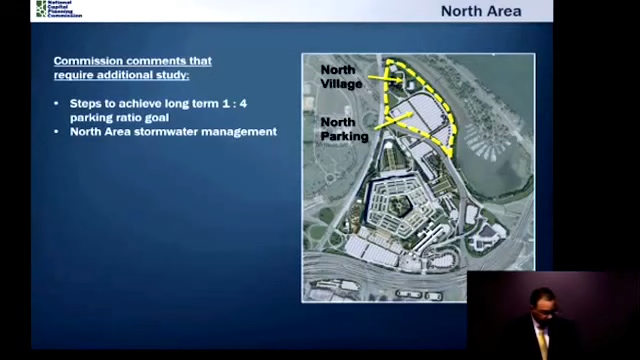 National
Capital
Planning
Commission
North Area
Commission comments that
require additional study:
• Steps to achieve long term 1 : 4
parking ratio goal
• North Area stormwater management
North
Village
North
Parking